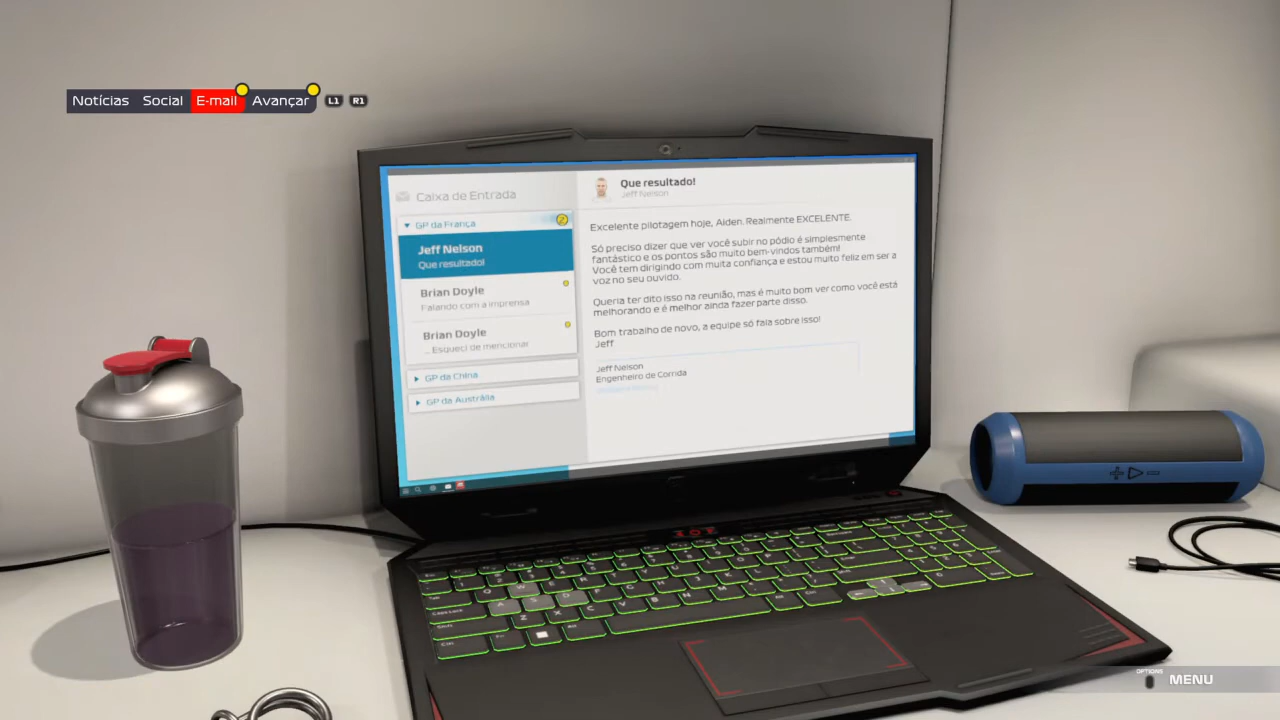 Notícias Social E-mail Avançar L1 R1
Caixa de Entrada
GP da França 2
Jeff Nelson
Que resultado!
Brian Doyle
Falando com a imprensa
Brian Doyle
... Esqueci de mencionar
GP da China
GP da Austrália
Que resultado!
Jeff Nelson
Excelente pilotagem hoje, Aiden. Realmente EXCELENTE.
Só preciso dizer que ver você subir no pódio é simplesmente
fantástico e os pontos são muito bem-vindos também!
Você tem dirigindo com muita confiança e estou muito feliz em ser a
voz no seu ouvido.
Queria ter dito isso na reunião, mas é muito bom ver como você está
melhorando e é melhor ainda fazer parte disso.
Bom trabalho de novo, a equipe só fala sobre isso!
Jeff
Jeff Nelson
Engenheiro de Corrida
OPTIONS
MENU